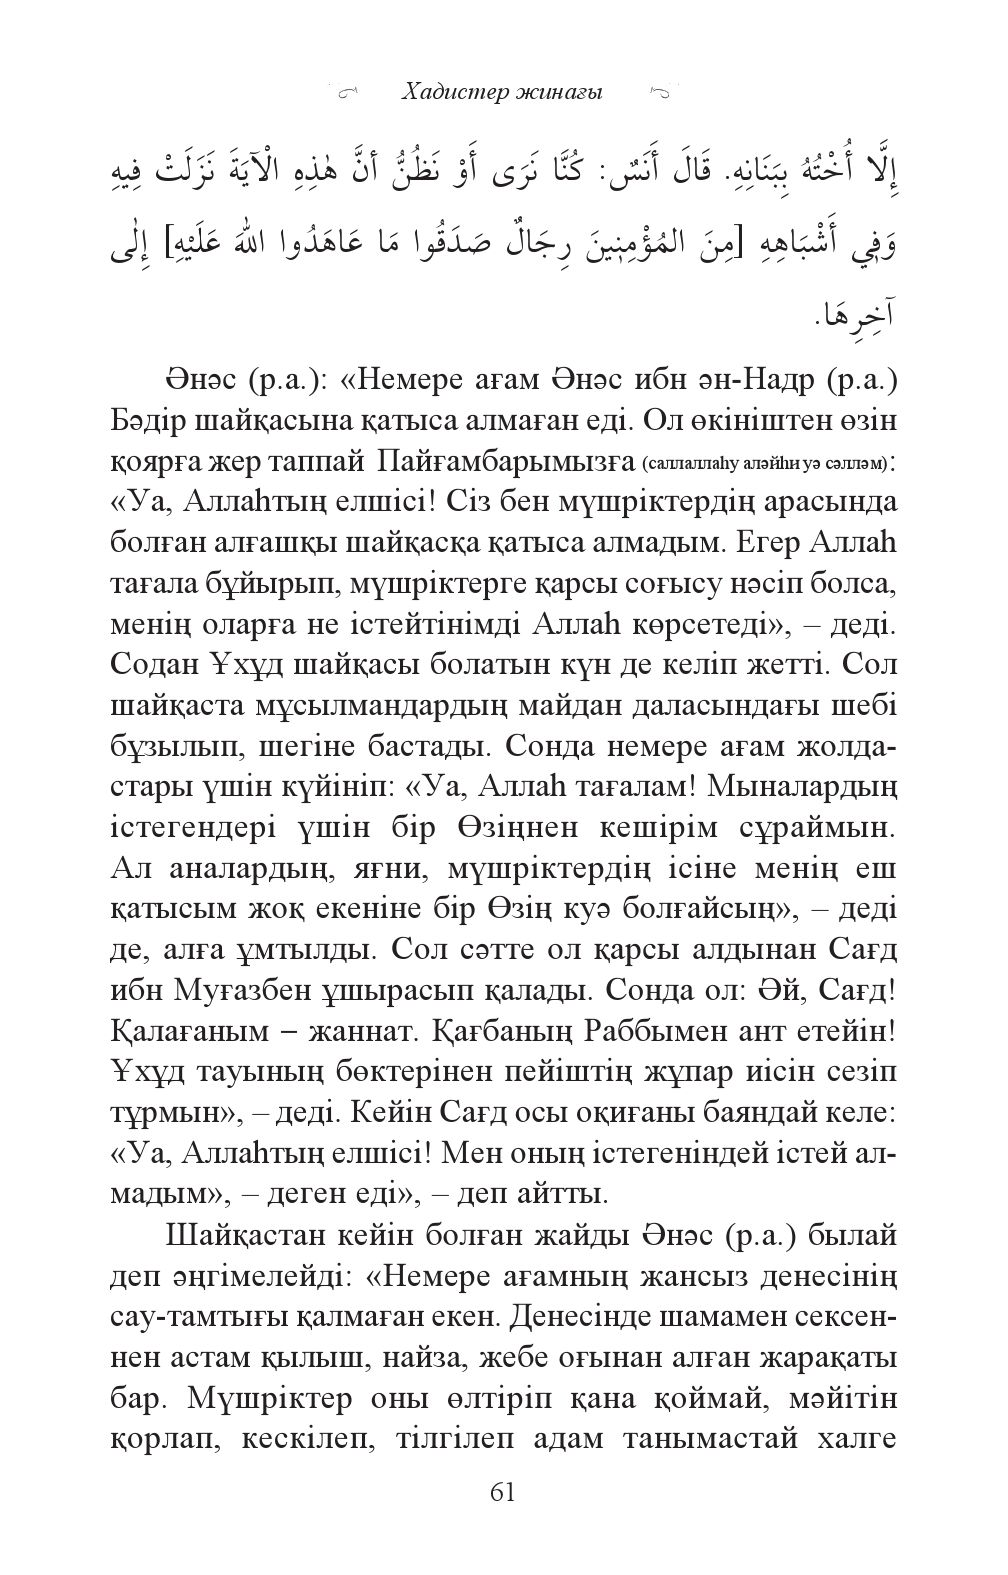 Хадистер жинағы
إِلَّا أُخْتُهُ بِبَنَانِهِ. قَالَ أَنَسٌ: كُنَّا نَرَى أَوْ نَظُنُّ أنَّ هٰذِهِ الْآيَةَ نَزَلَتْ فِيهِ
وَفِي أَشْبَاهِهِ [مِنَ المُؤْمِنِينَ رِجَالٌ صَدَقُوا مَا عَاهَدُوا اللهَ عَلَيْهِ] إِلٰى
آخِرِهَا.
Әнәс (р.а.): «Немере ағам Әнәс ибн ән-Надр (р.а.)
Бәдір шайқасына қатыса алмаған еді. Ол өкініштен өзін
қоярға жер таппай Пайғамбарымызға (саллаллаһу аләйһи уә сәлләм):
«Уа, Аллаһтың елшісі! Сіз бен мүшріктердің арасында
болған алғашқы шайқасқа қатыса алмадым. Егер Аллаһ
тағала бұйырып, мүшріктерге қарсы соғысу нәсіп болса,
менің оларға не істейтінімді Аллаһ көрсетеді», – деді.
Содан Ұхұд шайқасы болатын күн де келіп жетті. Сол
шайқаста мұсылмандардың майдан даласындағы шебі
бұзылып, шегіне бастады. Сонда немере ағам жолда-
стары үшін күйініп: «Уа, Аллаһ тағалам! Мыналардың
істегендері үшін бір Өзіңнен кешірім сұраймын.
Ал аналардың, яғни, мүшріктердің ісіне менің еш
қатысым жоқ екеніне бір Өзің куә болғайсың», – деді
де, алға ұмтылды. Сол сәтте ол қарсы алдынан Сағд
ибн Муғазбен ұшырасып қалады. Сонда ол: Әй, Сағд!
Қалағаным – жаннат. Қағбаның Раббымен ант етейін!
Ұхұд тауының бөктерінен пейіштің жұпар иісін сезіп
тұрмын», – деді. Кейін Сағд осы оқиғаны баяндай келе:
«Уа, Аллаһтың елшісі! Мен оның істегеніндей істей ал-
мадым», – деген еді», – деп айтты.
Шайқастан кейін болған жайды Әнәс (р.а.) былай
деп әңгімелейді: «Немере ағамның жансыз денесінің
сау-тамтығы қалмаған екен. Денесінде шамамен сексен-
нен астам қылыш, найза, жебе оғынан алған жарақаты
бар. Мүшріктер оны өлтіріп қана қоймай, мәйітін
қорлап, кескілеп, тілгілеп адам танымастай халге
61